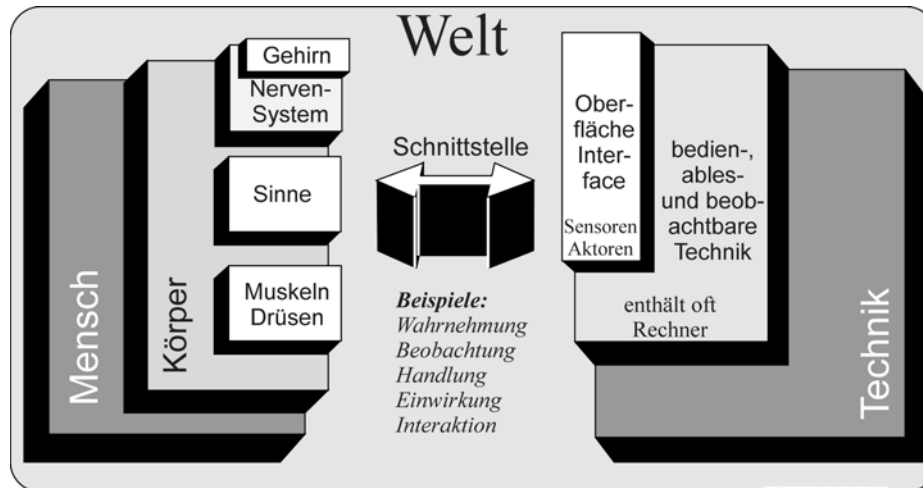 Welt
Gehirn
Nerven-
System
Sinne
Muskeln
Drüsen
Körper
Mensch
Schnittstelle
Beispiele:
Wahrnehmung
Beobachtung
Handlung
Einwirkung
Interaktion
Ober-
fläche
Inter-
face
Sensoren
Aktoren
bedien-,
ables-
und beob-
achtbare
Technik
enthält oft
Rechner
Technik